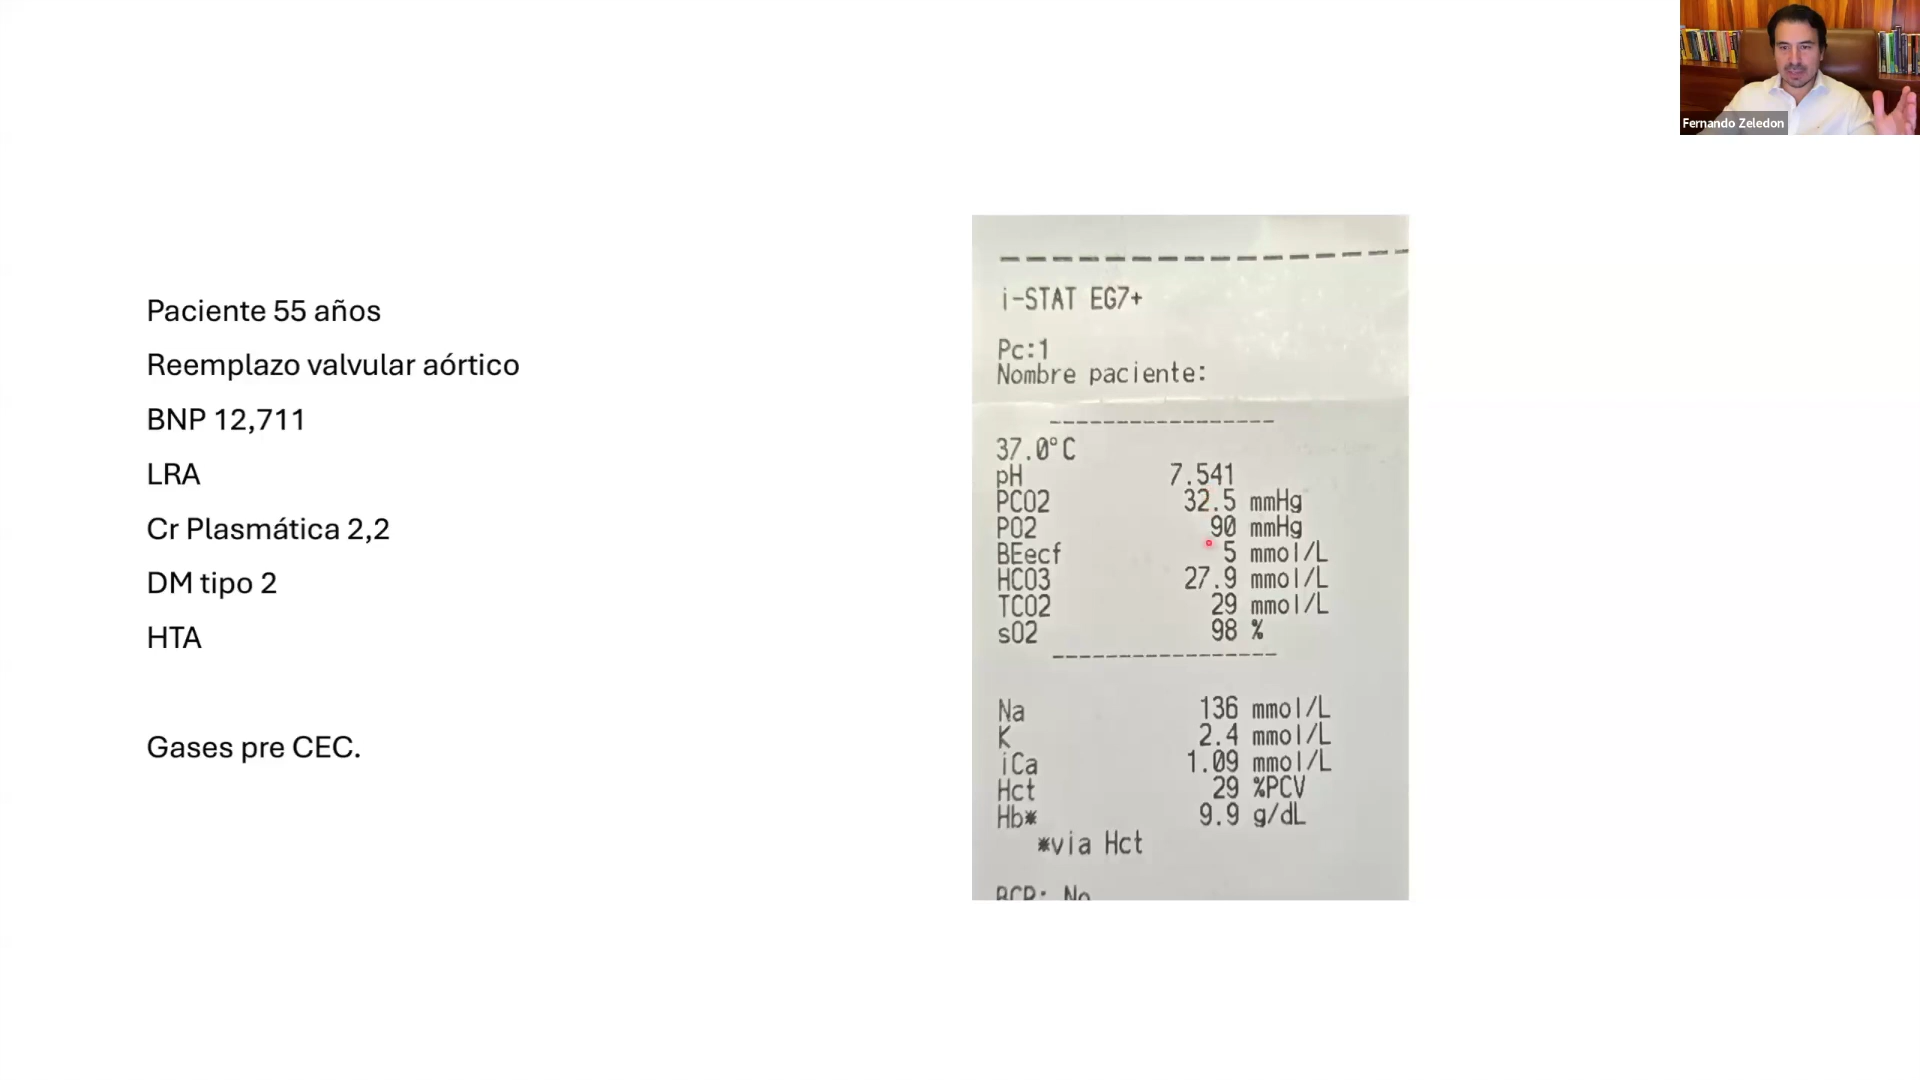 Fernando Zeledon
Paciente 55 años
Reemplazo valvular aórtico
BNP 12,711
LRA
Cr Plasmática 2,2
DM tipo 2
HTA
Gases pre CEC.
i-STAT EG7+
Pc:1
Nombre paciente:
37.0°C
pH 7.541
PCO2 32.5 mmHg
PO2 90 mmHg
BEecf 5 mmol/L
HCO3 27.9 mmol/L
TCO2 29 mmol/L
sO2 98 %
Na 136 mmol/L
K 2.4 mmol/L
iCa 1.09 mmol/L
Hct 29 %PCV
Hb* 9.9 g/dL
*via Hct